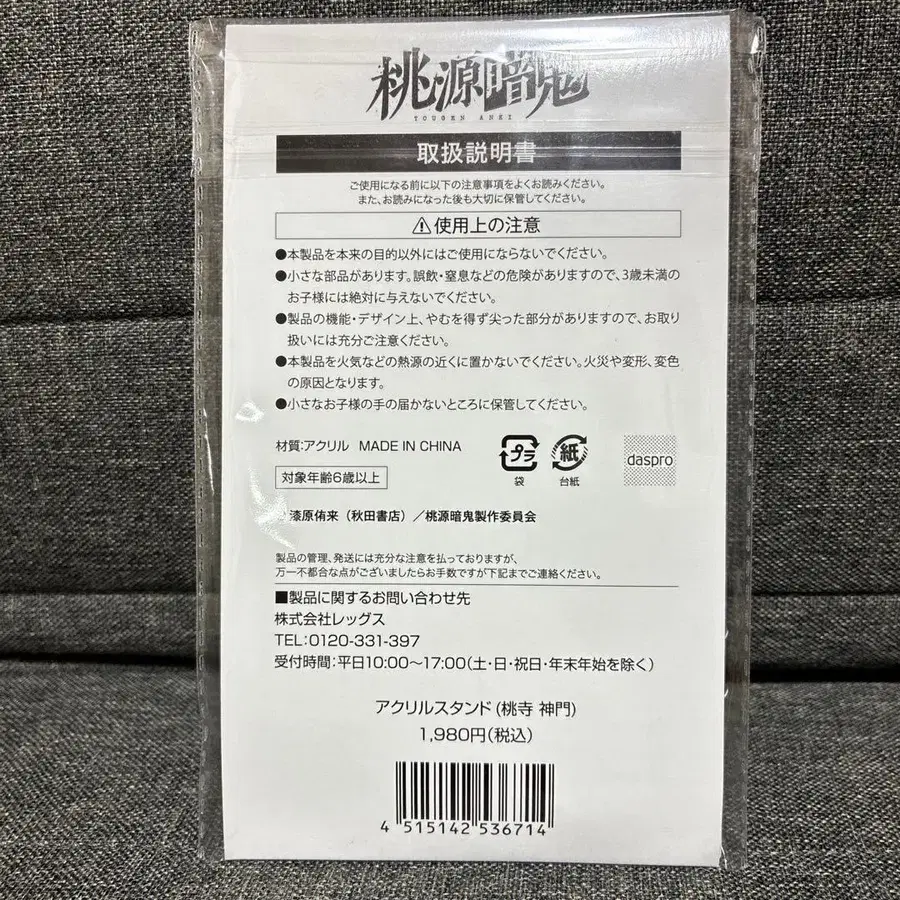 桃源暗鬼
TOUGEN ANKI
取扱説明書
ご使用になる前に以下の注意事項をよくお読みください。
また、お読みになった後も大切に保管してください。
⚠使用上の注意
●本製品を本来の目的以外にはご使用にならないでください。
●小さな部品があります。誤飲・窒息などの危険がありますので、3歳未満の
お子様には絶対に与えないでください。
●製品の機能・デザイン上、やむを得ず尖った部分がありますので、お取り
扱いには充分ご注意ください。
●本製品を火気などの熱源の近くに置かないでください。火災や変形、変色
の原因となります。
●小さなお子様の手の届かないところに保管してください。
材質:アクリル MADE IN CHINA
プラ
袋
紙
台紙
daspro
対象年齢6歳以上
漆原侑来（秋田書店）／桃源暗鬼製作委員会
製品の管理、発送には充分な注意を払っておりますが、
万一不都合な点がございましたらお手数ですが下記までご連絡ください。
■製品に関するお問い合わせ先
株式会社レッグス
TEL:0120-331-397
受付時間:平日10:00～17:00(土・日・祝日・年末年始を除く)
アクリルスタンド(桃寺 神門)
1,980円(税込)
4 515142 536714